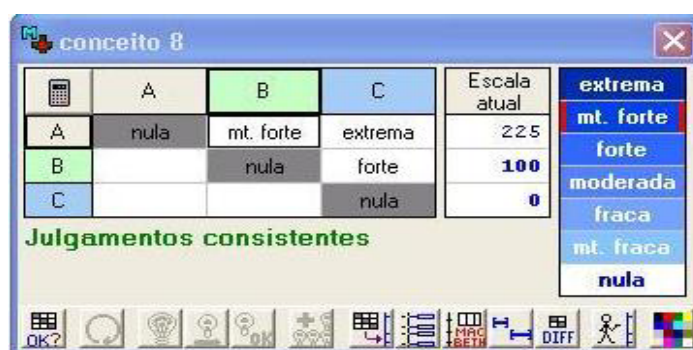 conceito 8
A B C Escala atual
A nula mt. forte extrema 225
B nula forte 100
C nula 0
extrema
mt. forte
forte
moderada
fraca
mt. fraca
nula
Julgamentos consistentes
OK? OK MAC BETH DIFF